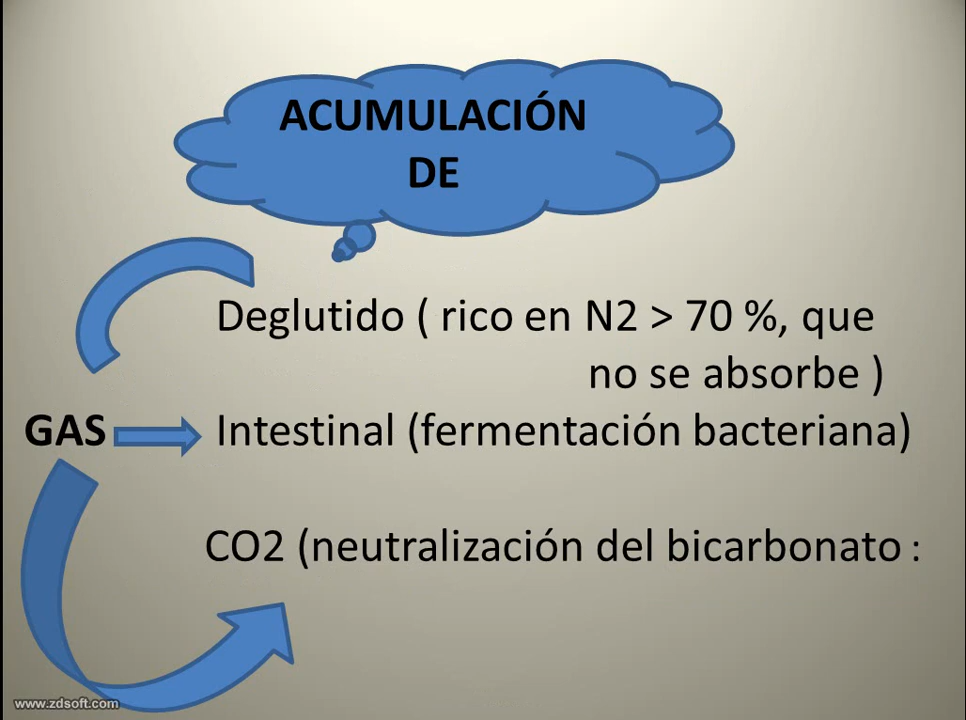 ACUMULACIÓN
DE
Deglutido ( rico en N2 > 70 %, que
no se absorbe )
GAS Intestinal (fermentación bacteriana)
CO2 (neutralización del bicarbonato :
www.zdsoft.com